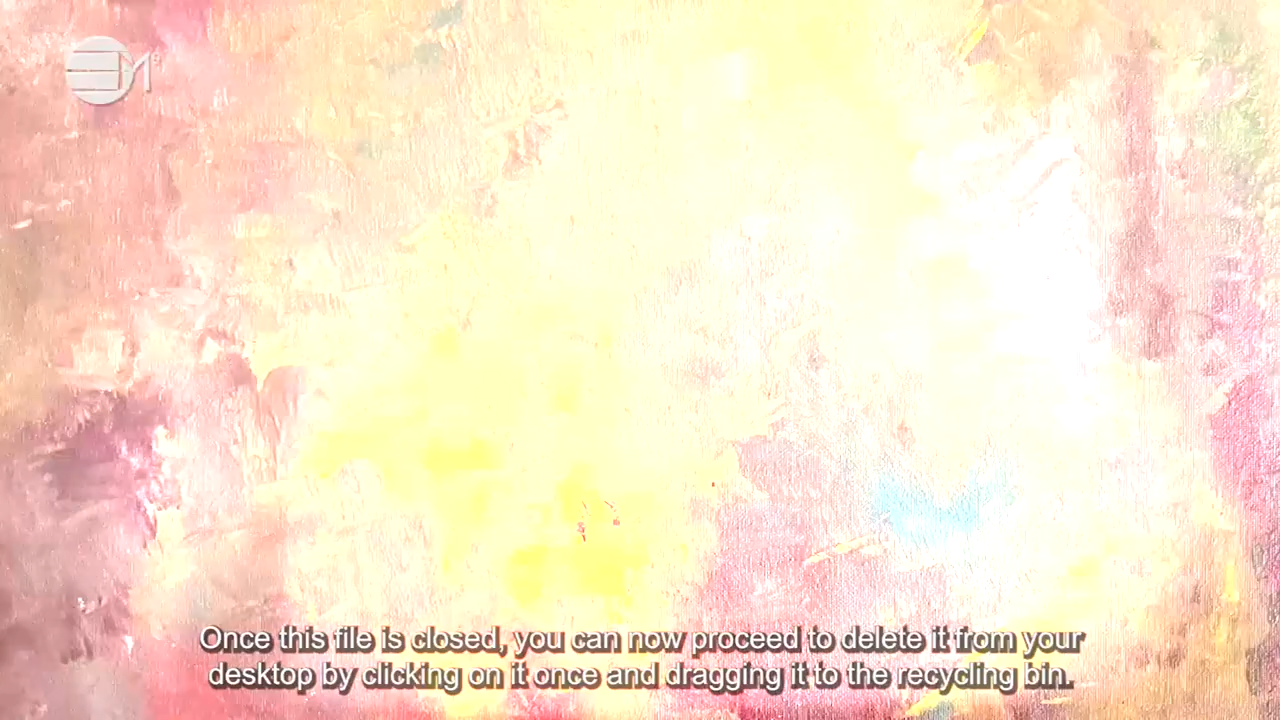 Once this file is closed, you can now proceed to delete it from your
desktop by clicking on it once and dragging it to the recycling bin.